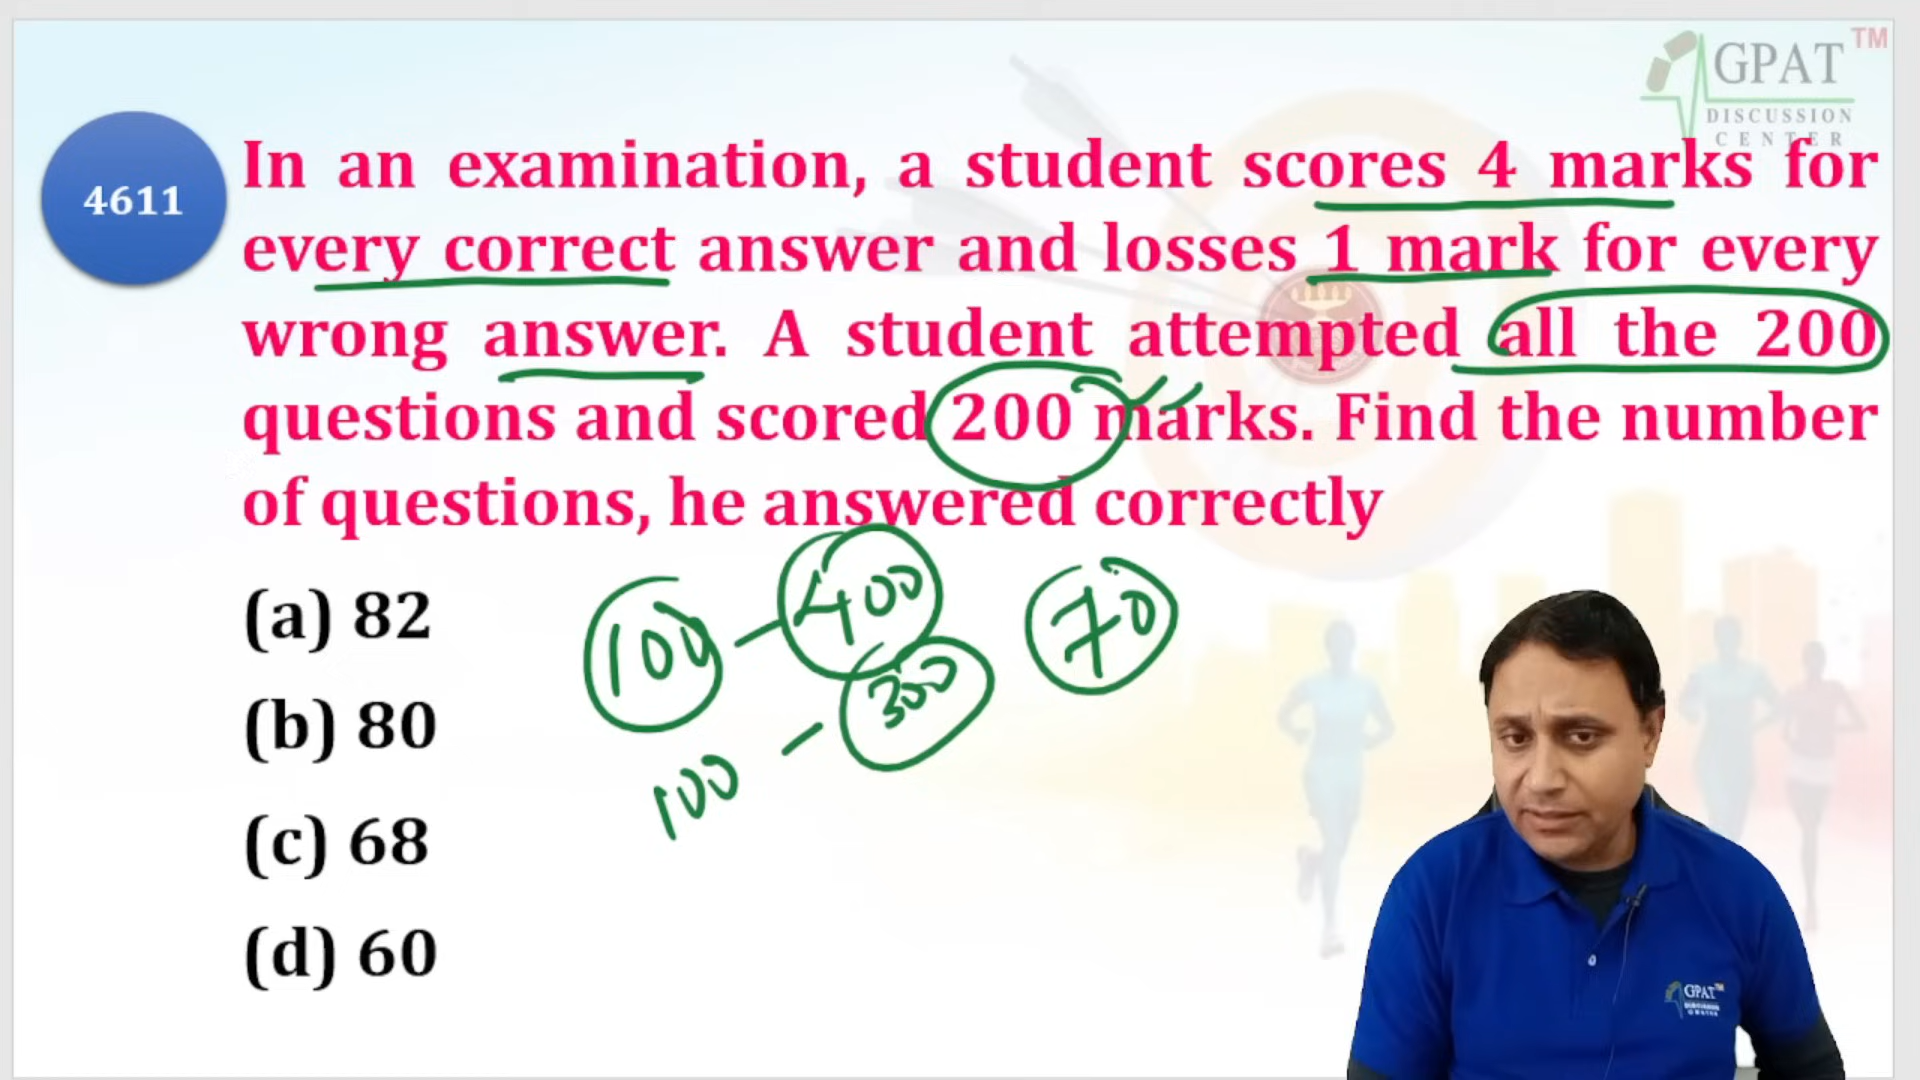 GPAT TM
DISCUSSION
CENTER
4611
In an examination, a student scores 4 marks for
every correct answer and losses 1 mark for every
wrong answer. A student attempted all the 200
questions and scored 200 marks. Find the number
of questions, he answered correctly
(a) 82
(b) 80
(c) 68
(d) 60
100 – 400
70
100 – 300
GPAT